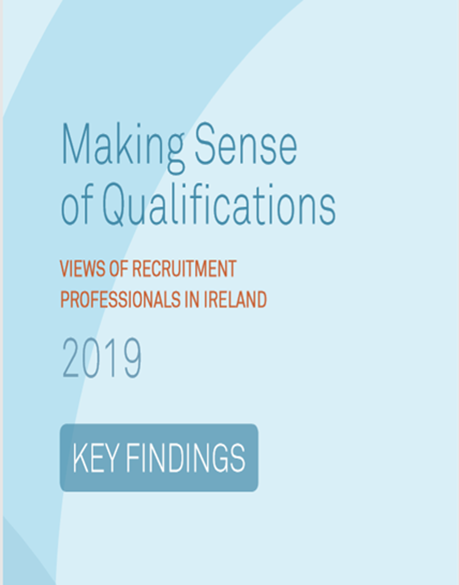 Making Sense
of Qualifications
VIEWS OF RECRUITMENT
PROFESSIONALS IN IRELAND
2019
KEY FINDINGS